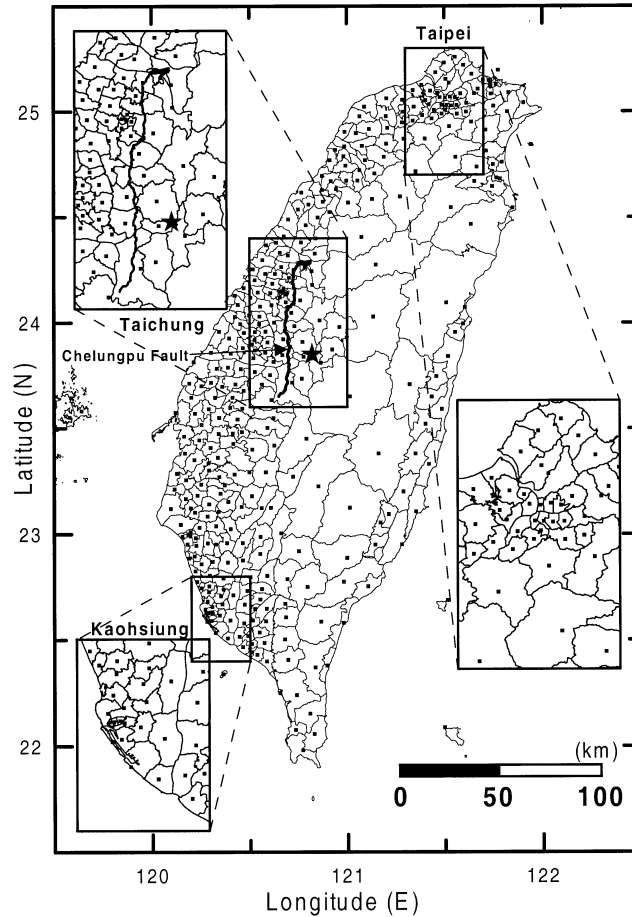 Taipei
Taichung
Chelungpu Fault
Kaohsiung
25
24
23
22
Latitude (N)
(km)
0 50 100
120 121 122
Longitude (E)